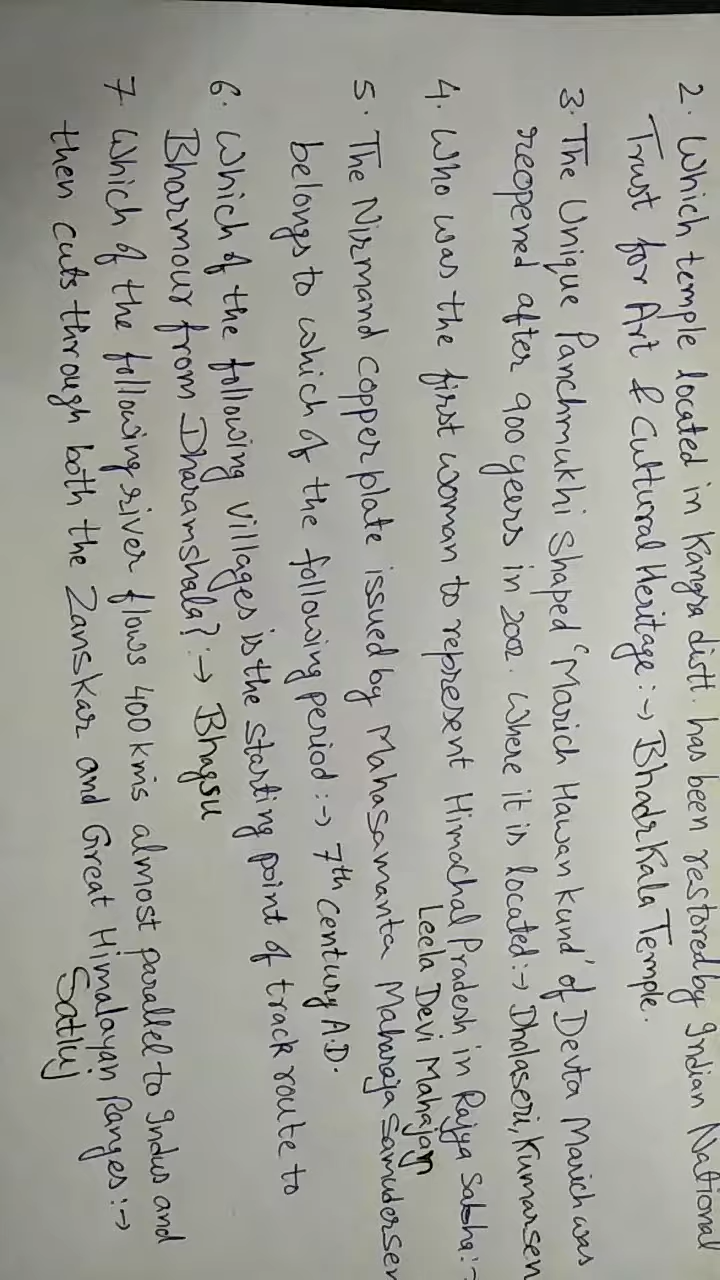 2. Which temple located in Kangra distt. has been restored by Indian National
Trust for Art & Cultural Heritage :→ BhadrKala Temple.
3. The Unique Panchmukhi shaped 'Marich Hawan Kund' of Devta Marich was
reopened after 900 years in 2002. Where it is located :→ Dholaseri, Kumarsen
4. Who was the first woman to represent Himachal Pradesh in Rajya Sabha :-
Leela Devi Mahajan
5. The Nirmand copper plate issued by Mahasamanta Maharaja Samudersen
belongs to which of the following period :→ 7th century A.D.
6. Which of the following villages is the starting point of track route to
Bharmour from Dharamshala? :→ Bhagsu
7. Which of the following river flows 400 kms almost parallel to Indus and
then cuts through both the Zanskar and Great Himalayan Ranges :→
Satluj